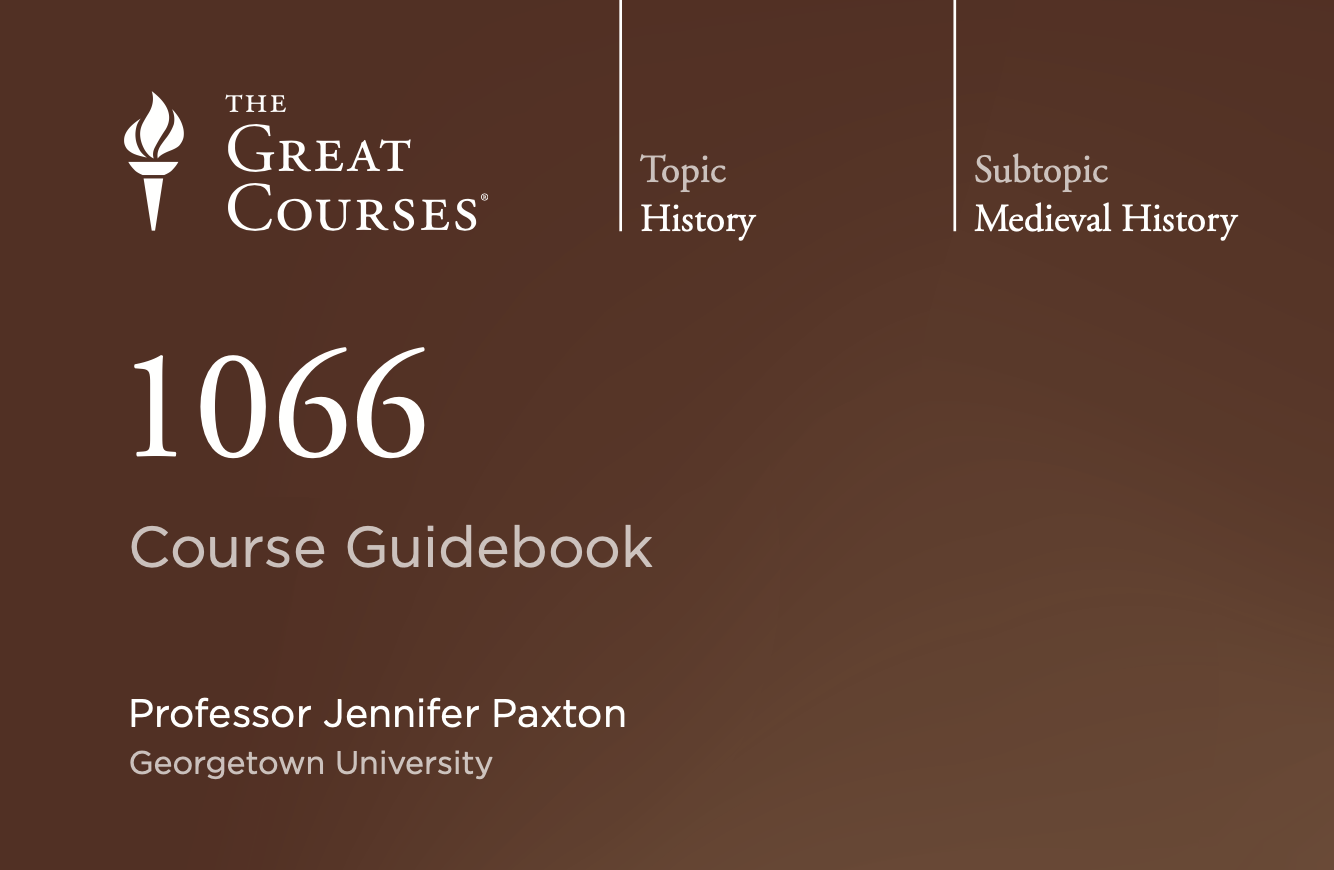 THE
GREAT
COURSES®
Topic
History
Subtopic
Medieval History
1066
Course Guidebook
Professor Jennifer Paxton
Georgetown University